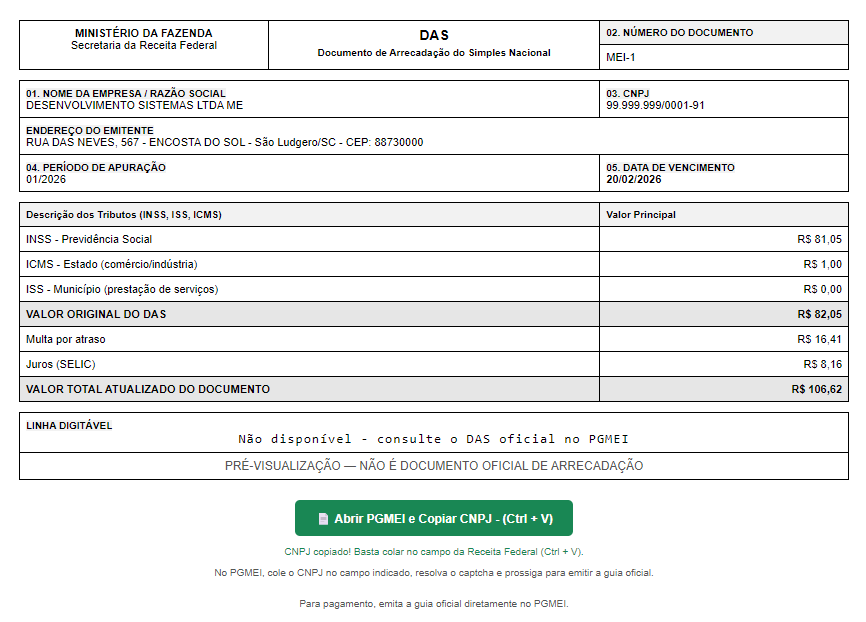 MINISTÉRIO DA FAZENDA
Secretaria da Receita Federal
DAS
Documento de Arrecadação do Simples Nacional
02. NÚMERO DO DOCUMENTO
MEI-1
01. NOME DA EMPRESA / RAZÃO SOCIAL
DESENVOLVIMENTO SISTEMAS LTDA ME
03. CNPJ
99.999.999/0001-91
ENDEREÇO DO EMITENTE
RUA DAS NEVES, 567 - ENCOSTA DO SOL - São Ludgero/SC - CEP: 88730000
04. PERÍODO DE APURAÇÃO
01/2026
05. DATA DE VENCIMENTO
20/02/2026
Descrição dos Tributos (INSS, ISS, ICMS) Valor Principal
INSS - Previdência Social R$ 81,05
ICMS - Estado (comércio/indústria) R$ 1,00
ISS - Município (prestação de serviços) R$ 0,00
VALOR ORIGINAL DO DAS R$ 82,05
Multa por atraso R$ 16,41
Juros (SELIC) R$ 8,16
VALOR TOTAL ATUALIZADO DO DOCUMENTO R$ 106,62
LINHA DIGITÁVEL
Não disponível - consulte o DAS oficial no PGMEI
PRÉ-VISUALIZAÇÃO — NÃO É DOCUMENTO OFICIAL DE ARRECADAÇÃO
Abrir PGMEI e Copiar CNPJ - (Ctrl + V)
CNPJ copiado! Basta colar no campo da Receita Federal (Ctrl + V).
No PGMEI, cole o CNPJ no campo indicado, resolva o captcha e prossiga para emitir a guia oficial.
Para pagamento, emita a guia oficial diretamente no PGMEI.